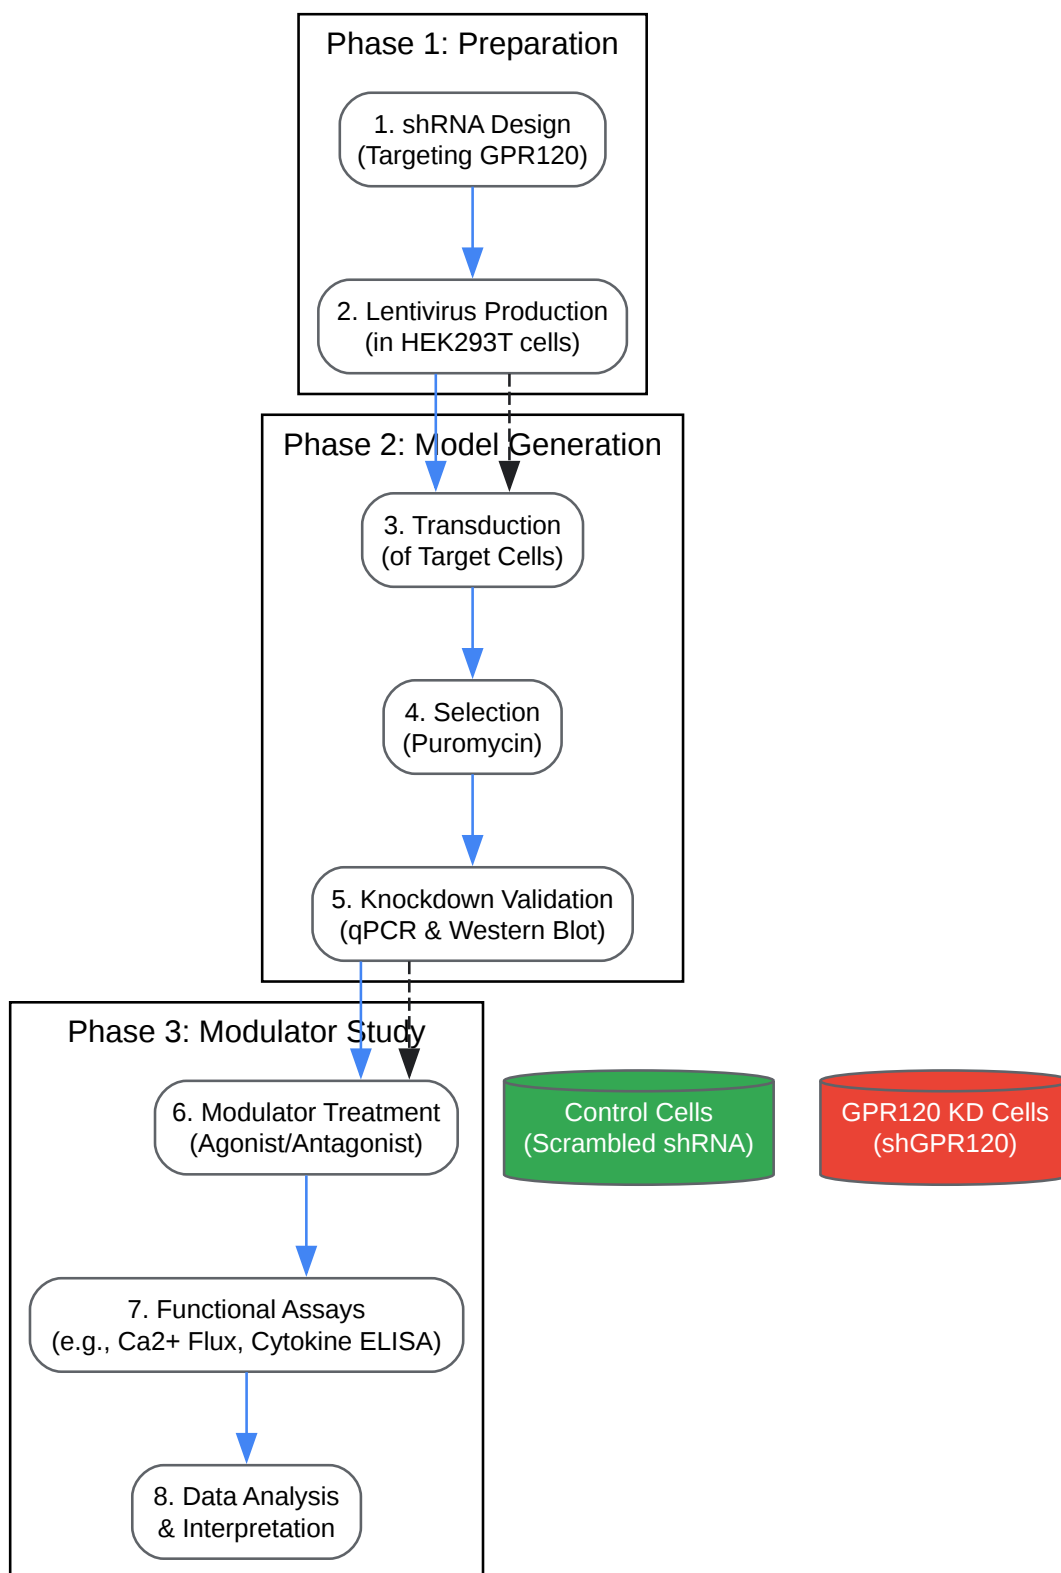 Phase 1: Preparation
1. shRNA Design
(Targeting GPR120)
2. Lentivirus Production
(in HEK293T cells)
Phase 2: Model Generation
3. Transduction
(of Target Cells)
4. Selection
(Puromycin)
5. Knockdown Validation
(qPCR & Western Blot)
Phase 3: Modulator Study
6. Modulator Treatment
(Agonist/Antagonist)
Control Cells
(Scrambled shRNA)
GPR120 KD Cells
(shGPR120)
7. Functional Assays
(e.g., Ca2+ Flux, Cytokine ELISA)
8. Data Analysis
& Interpretation